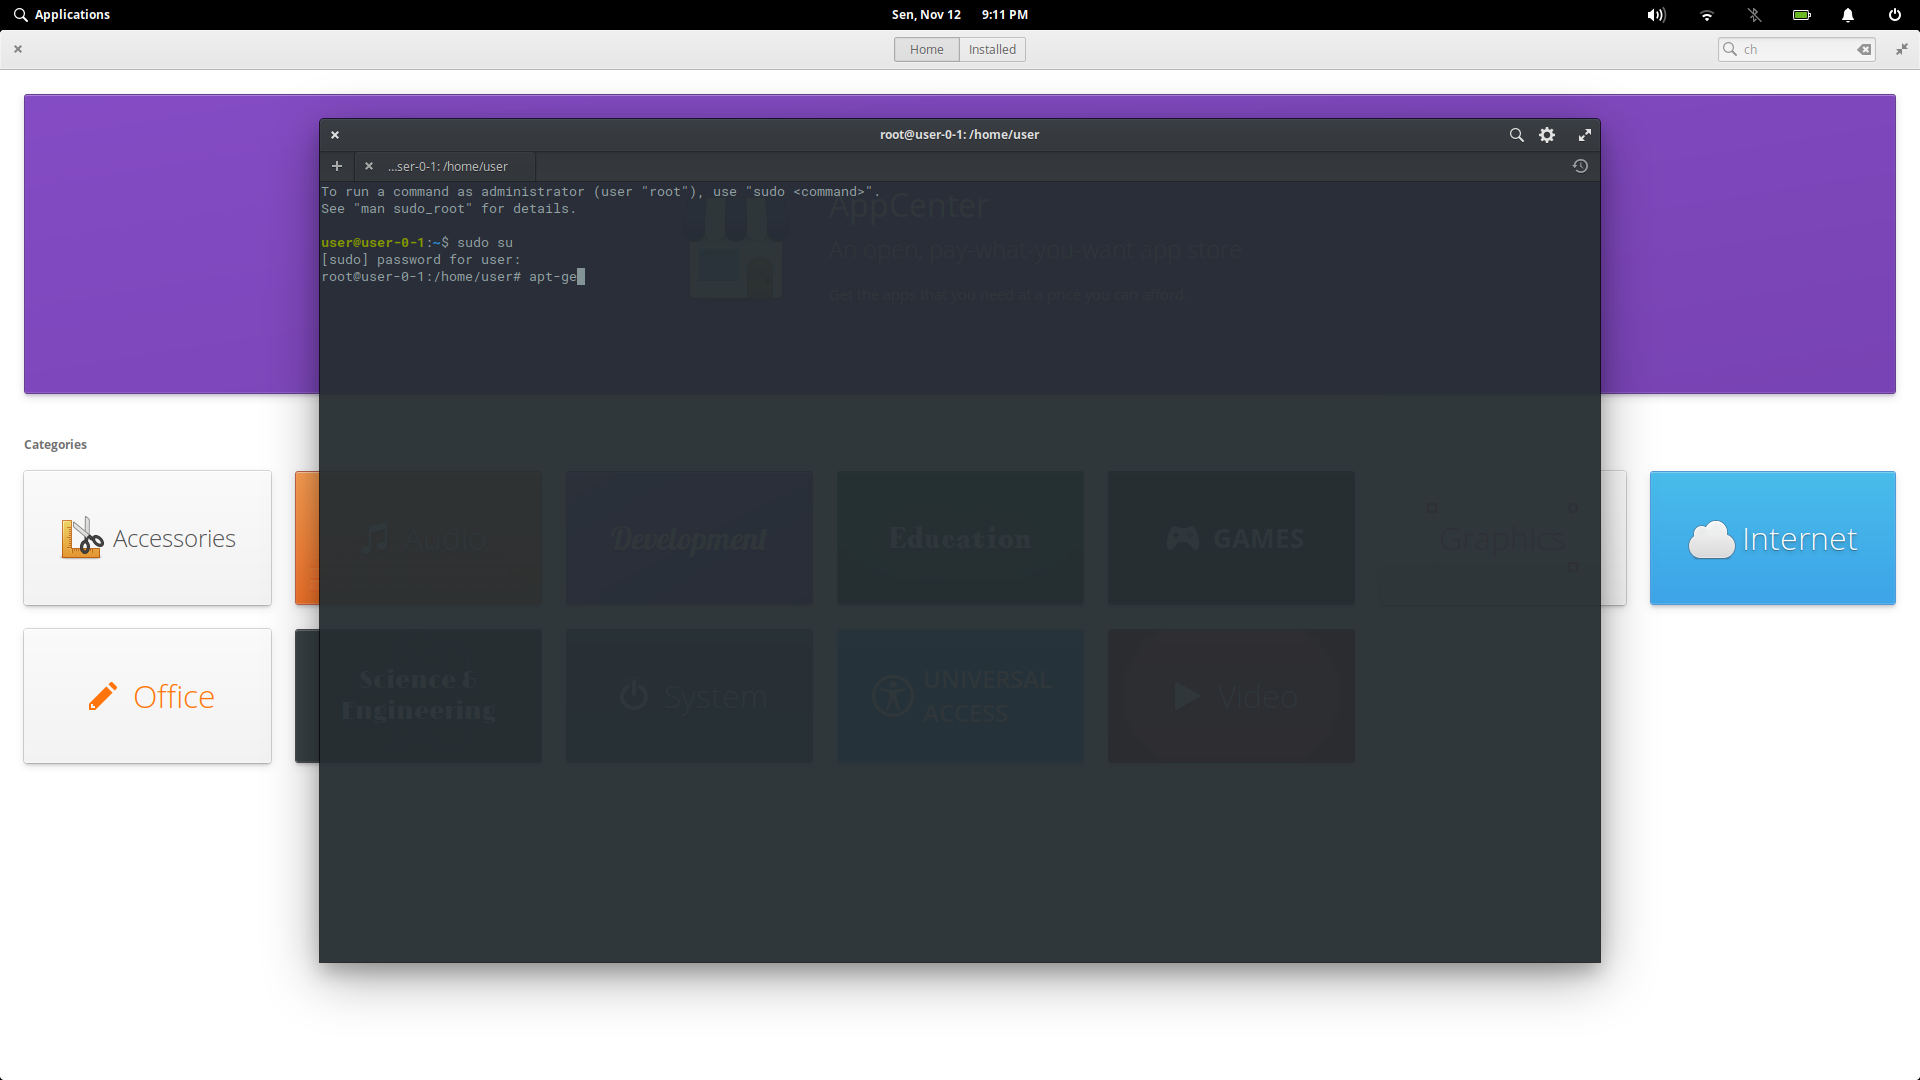 Applications
Sen, Nov 12 9:11 PM
Home Installed
ch
root@user-0-1: /home/user
...ser-0-1: /home/user
To run a command as administrator (user "root"), use "sudo <command>".
See "man sudo_root" for details.
user@user-0-1:~$ sudo su
[sudo] password for user:
root@user-0-1:/home/user# apt-ge
AppCenter
An open, pay-what-you-want app store
Get the apps that you need at a price you can afford
Categories
Accessories
Audio
Development
Education
GAMES
Graphics
Internet
Office
Science &
Engineering
System
UNIVERSAL
ACCESS
Video